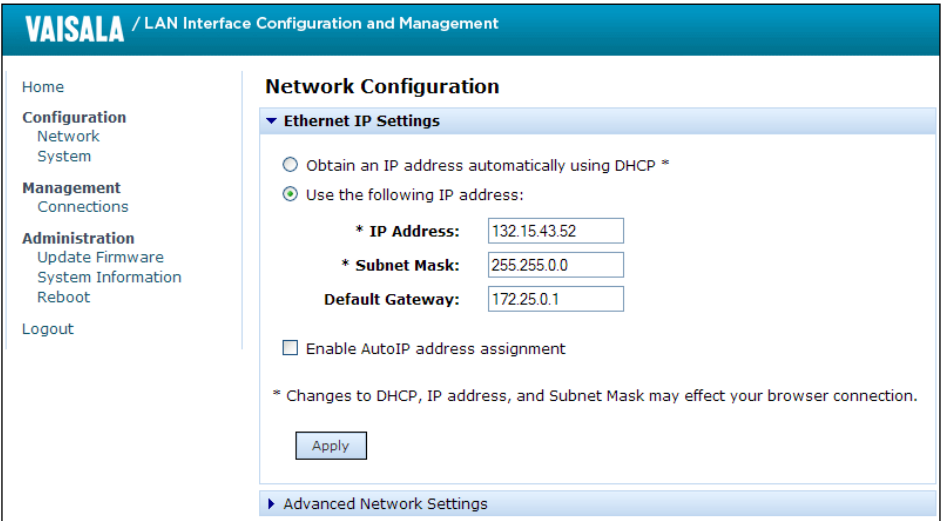 VAISALA / LAN Interface Configuration and Management
Home
Configuration
Network
System
Management
Connections
Administration
Update Firmware
System Information
Reboot
Logout
Network Configuration
Ethernet IP Settings
Obtain an IP address automatically using DHCP *
Use the following IP address:
* IP Address: 132.15.43.52
* Subnet Mask: 255.255.0.0
Default Gateway: 172.25.0.1
Enable AutoIP address assignment
* Changes to DHCP, IP address, and Subnet Mask may effect your browser connection.
Apply
Advanced Network Settings